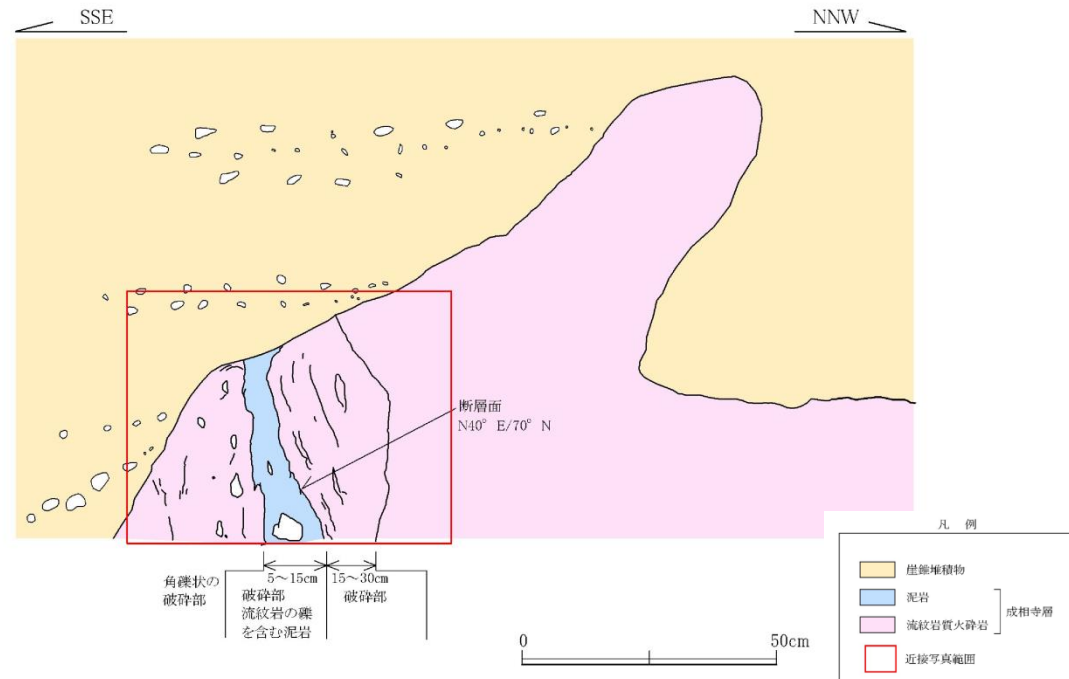 SSE
NNW
断層面
N40° E/70° N
角礫状の
破砕部
5～15cm
破砕部
流紋岩の礫
を含む泥岩
15～30cm
破砕部
0
50cm
凡 例
崖錐堆積物
泥岩
流紋岩質火砕岩
成相寺層
近接写真範囲